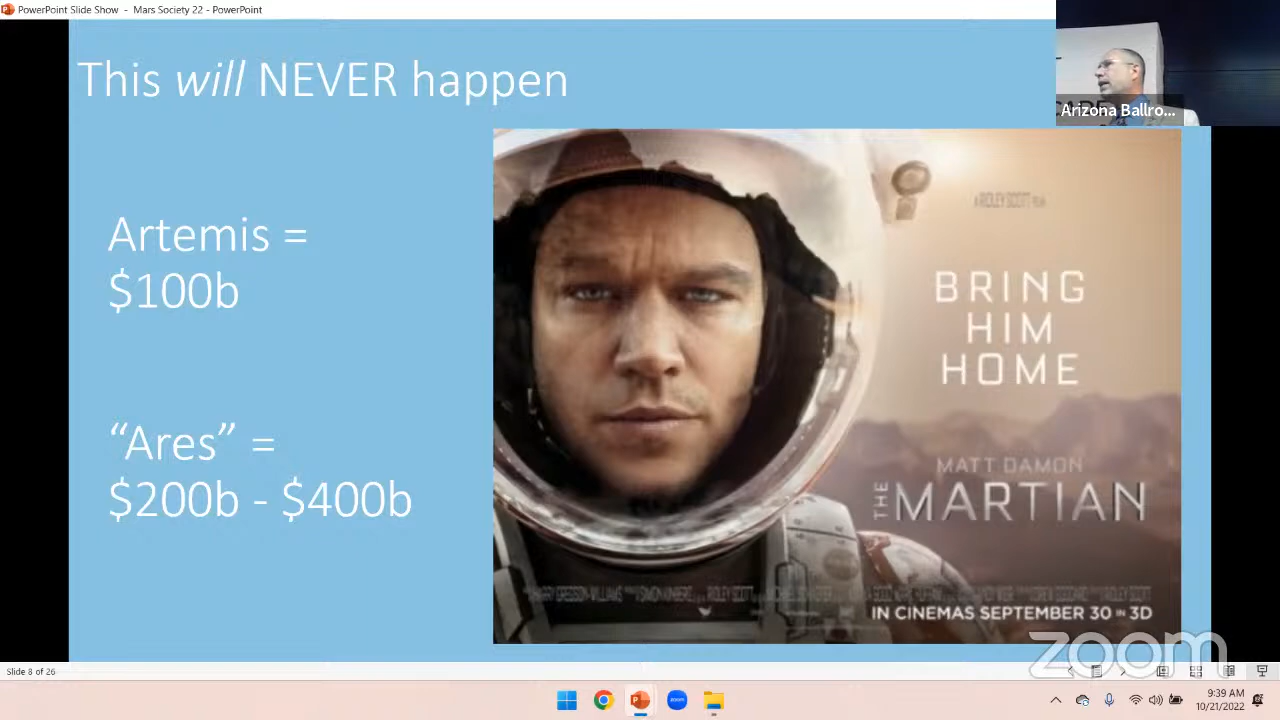 PowerPoint Slide Show - Mars Society 22 - PowerPoint
This will NEVER happen
Arizona Ballro...
Artemis =
$100b
“Ares” =
$200b - $400b
BRING
HIM
HOME
MATT DAMON
THE MARTIAN
IN CINEMAS SEPTEMBER 30 IN 3D
zoom
Slide 8 of 26
zoom
9:39 AM
10/21/2022